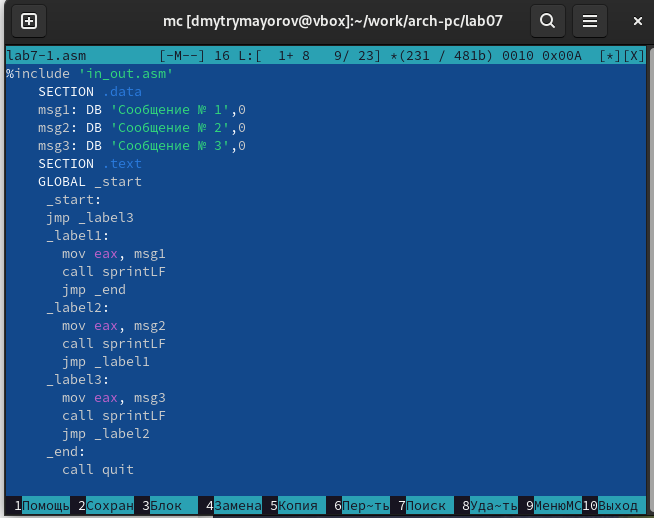 mc [dmytrymayorov@vbox]:~/work/arch-pc/lab07
lab7-1.asm [-M--] 16 L:[ 1+ 8 9/ 23] *(231 / 481b) 0010 0x00A [*][X]
%include 'in_out.asm'
SECTION .data
msg1: DB 'Сообщение № 1',0
msg2: DB 'Сообщение № 2',0
msg3: DB 'Сообщение № 3',0
SECTION .text
GLOBAL _start
_start:
jmp _label3
_label1:
mov eax, msg1
call sprintLF
jmp _end
_label2:
mov eax, msg2
call sprintLF
jmp _label1
_label3:
mov eax, msg3
call sprintLF
jmp _label2
_end:
call quit
1Помощь 2Сохран 3Блок 4Замена 5Копия 6Пер~ть 7Поиск 8Уда~ть 9МенюMC 10Выход